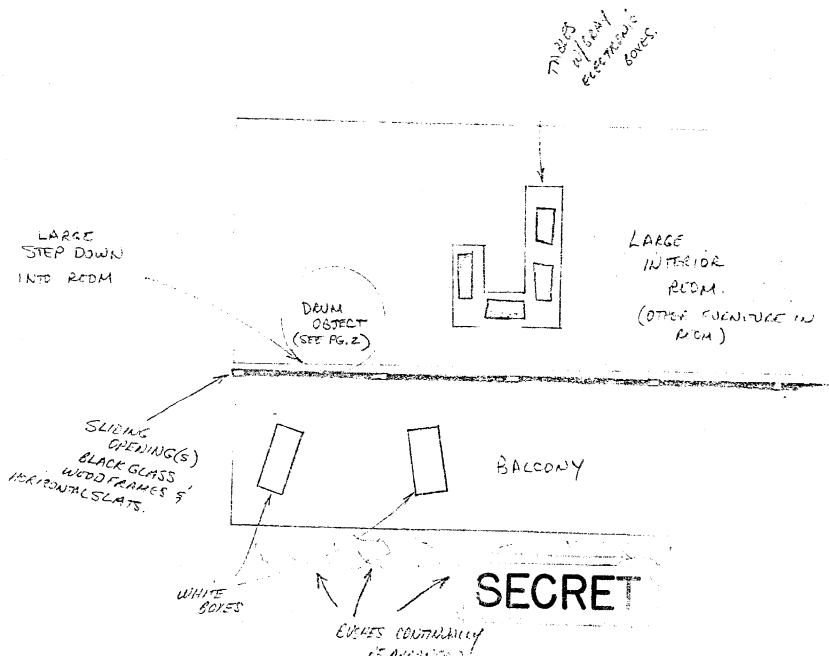 TABLES
W/GRAY
ELECTRONIC
BOXES.
LARGE
STEP DOWN
INTO ROOM
LARGE
INTERIOR
ROOM.
(OTHER FURNITURE IN
ROOM)
DRUM
OBJECT
(SEE PG.2)
SLIDING
OPENING(S)
BLACK GLASS
WOOD FRAMES &
HORIZONTAL SLATS.
BALCONY
WHITE
BOXES
SECRET
CONTINUALLY